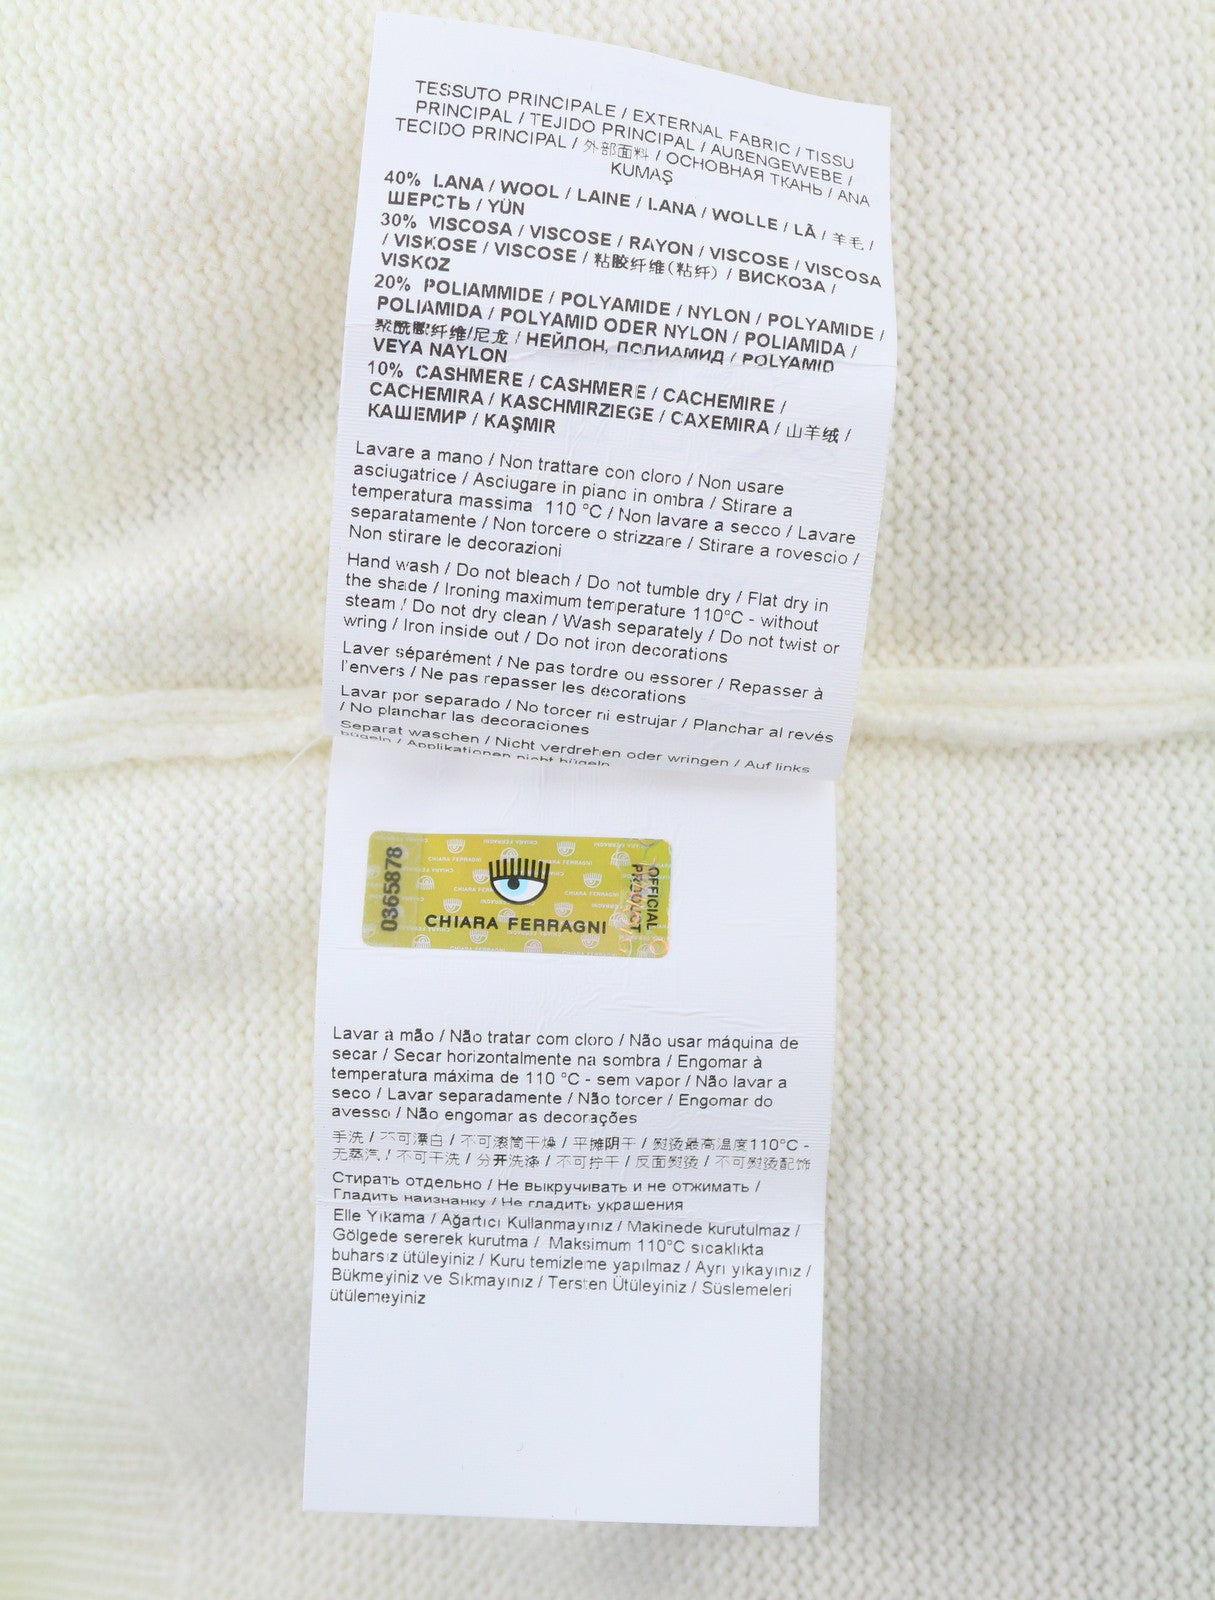 TESSUTO PRINCIPALE / EXTERNAL FABRIC / TISSU
PRINCIPAL / TEJIDO PRINCIPAL / AUßENGEWEBE /
TECIDO PRINCIPAL / 外部面料 / ОСНОВНАЯ ТКАНЬ / ANA
KUMAŞ
40% LANA / WOOL / LAINE / LANA / WOLLE / LÃ / 羊毛 /
ШЕРСТЬ / YÜN
30% VISCOSA / VISCOSE / RAYON / VISCOSE / VISCOSA
/ VISKOSE / VISCOSE / 粘胶纤维(粘纤) / ВИСКОЗА /
VISKOZ
20% POLIAMMIDE / POLYAMIDE / NYLON / POLYAMIDE /
POLIAMIDA / POLYAMID ODER NYLON / POLIAMIDA /
聚酰胺纤维/尼龙 / НЕЙЛОН, ПОЛИАМИД / POLYAMID
VEYA NAYLON
10% CASHMERE / CASHMERE / CACHEMIRE /
CACHEMIRA / KASCHMIRZIEGE / CAXEMIRA / 山羊绒 /
КАШЕМИР / KAŞMIR
Lavare a mano / Non trattare con cloro / Non usare
asciugatrice / Asciugare in piano in ombra / Stirare a
temperatura massima 110 °C / Non lavare a secco / Lavare
separatamente / Non torcere o strizzare / Stirare a rovescio /
Non stirare le decorazioni
Hand wash / Do not bleach / Do not tumble dry / Flat dry in
the shade / Ironing maximum temperature 110°C - without
steam / Do not dry clean / Wash separately / Do not twist or
wring / Iron inside out / Do not iron decorations
Laver séparément / Ne pas tordre ou essorer / Repasser à
l'envers / Ne pas repasser les décorations
Lavar por separado / No torcer ni estrujar / Planchar al revés
/ No planchar las decoraciones
Separat waschen / Nicht verdrehen oder wringen / Auf links
bügeln / Applikationen nicht bügeln
0365878
CHIARA FERRAGNI
OFFICIAL
PRODUCT
Lavar a mão / Não tratar com cloro / Não usar máquina de
secar / Secar horizontalmente na sombra / Engomar à
temperatura máxima de 110 °C - sem vapor / Não lavar a
seco / Lavar separadamente / Não torcer / Engomar do
avesso / Não engomar as decorações
手洗 / 不可漂白 / 不可滚筒干燥 / 平摊阴干 / 熨烫最高温度110°C -
无蒸汽 / 不可干洗 / 分开洗涤 / 不可拧干 / 反面熨烫 / 不可熨烫配饰
Стирать отдельно / Не выкручивать и не отжимать /
Гладить наизнанку / Не гладить украшения
Elle Yıkama / Ağartıcı Kullanmayınız / Makinede kurutulmaz /
Gölgede sererek kurutma / Maksimum 110°C sıcaklıkta
buharsız ütüleyiniz / Kuru temizleme yapılmaz / Ayrı yıkayınız /
Bükmeyiniz ve Sıkmayınız / Tersten Ütüleyiniz / Süslemeleri
ütülemeyiniz